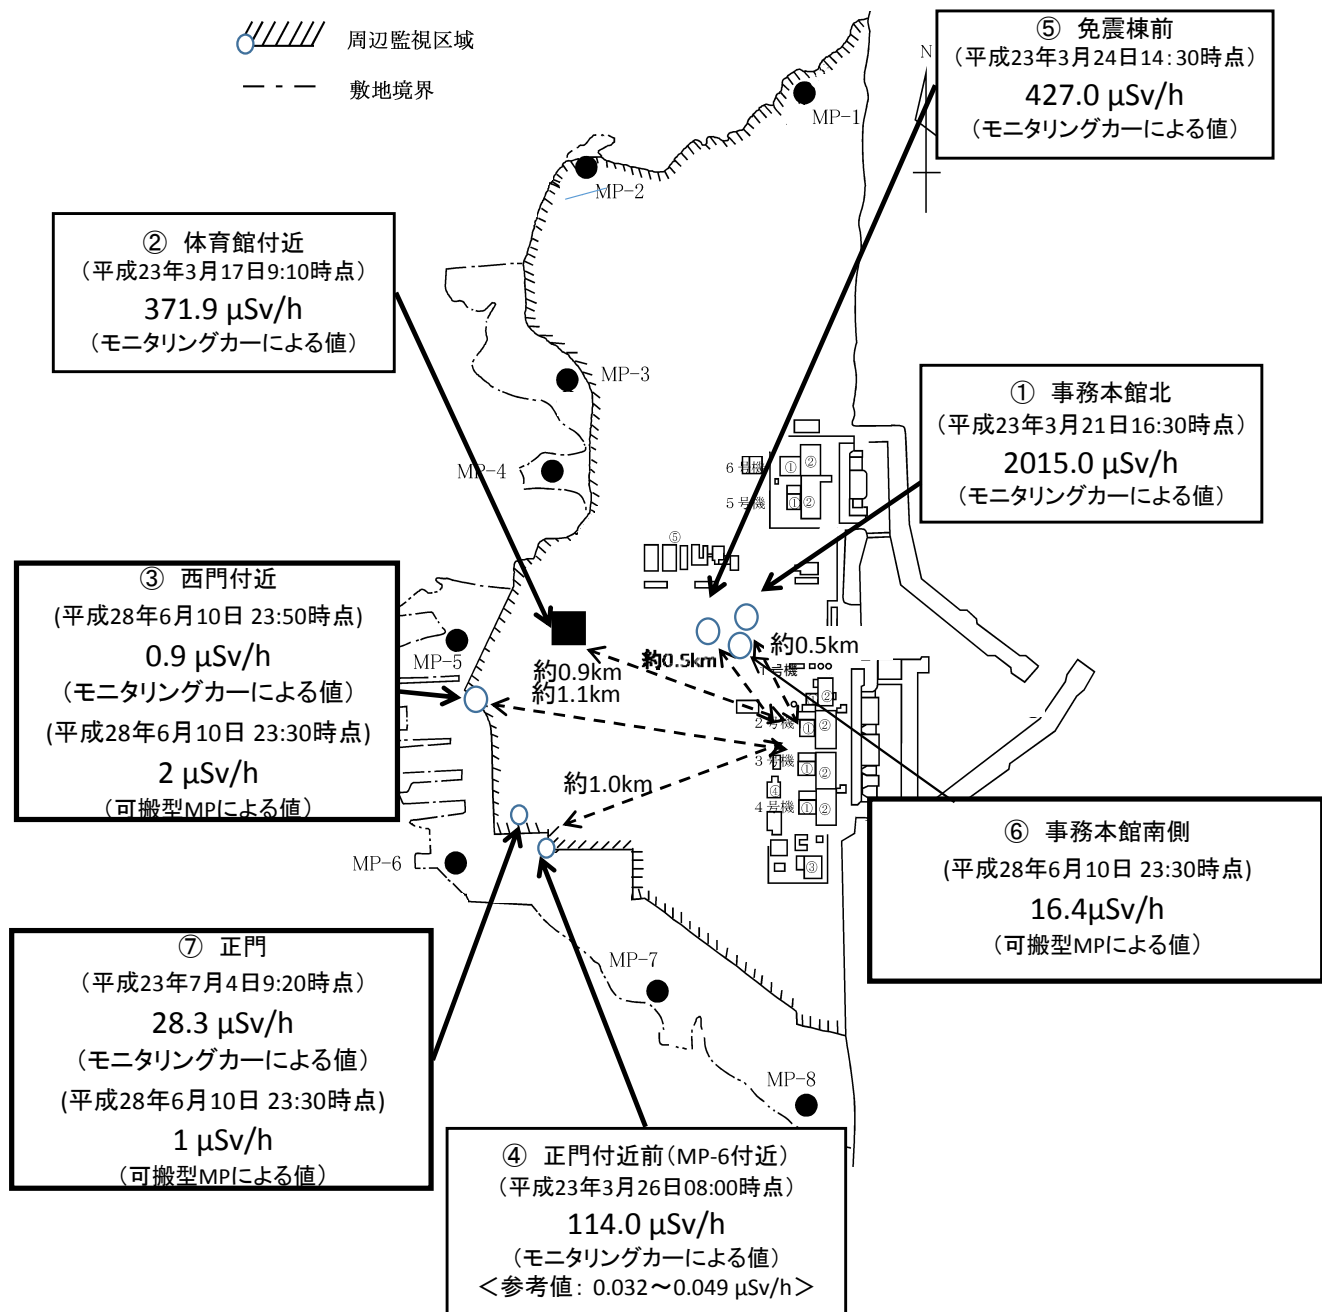 周辺監視区域
敷地境界
N
⑤ 免震棟前
(平成23年3月24日14:30時点)
427.0 μSv/h
(モニタリングカーによる値)
MP-1
MP-2
② 体育館付近
(平成23年3月17日9:10時点)
371.9 μSv/h
(モニタリングカーによる値)
MP-3
① 事務本館北
(平成23年3月21日16:30時点)
2015.0 μSv/h
(モニタリングカーによる値)
MP-4
6号機
①
②
5号機
①
②
⑤
③ 西門付近
(平成28年6月10日 23:50時点)
0.9 μSv/h
(モニタリングカーによる値)
(平成28年6月10日 23:30時点)
2 μSv/h
(可搬型MPによる値)
MP-5
約0.9km
約1.1km
約0.5km
約0.5km
1号機
②
2号機
①
②
3号機
①
②
④
4号機
①
②
③
約1.0km
MP-6
⑥ 事務本館南側
(平成28年6月10日 23:30時点)
16.4μSv/h
(可搬型MPによる値)
⑦ 正門
(平成23年7月4日9:20時点)
28.3 μSv/h
(モニタリングカーによる値)
(平成28年6月10日 23:30時点)
1 μSv/h
(可搬型MPによる値)
MP-7
MP-8
④ 正門付近前(MP-6付近)
(平成23年3月26日08:00時点)
114.0 μSv/h
(モニタリングカーによる値)
<参考値: 0.032～0.049 μSv/h>